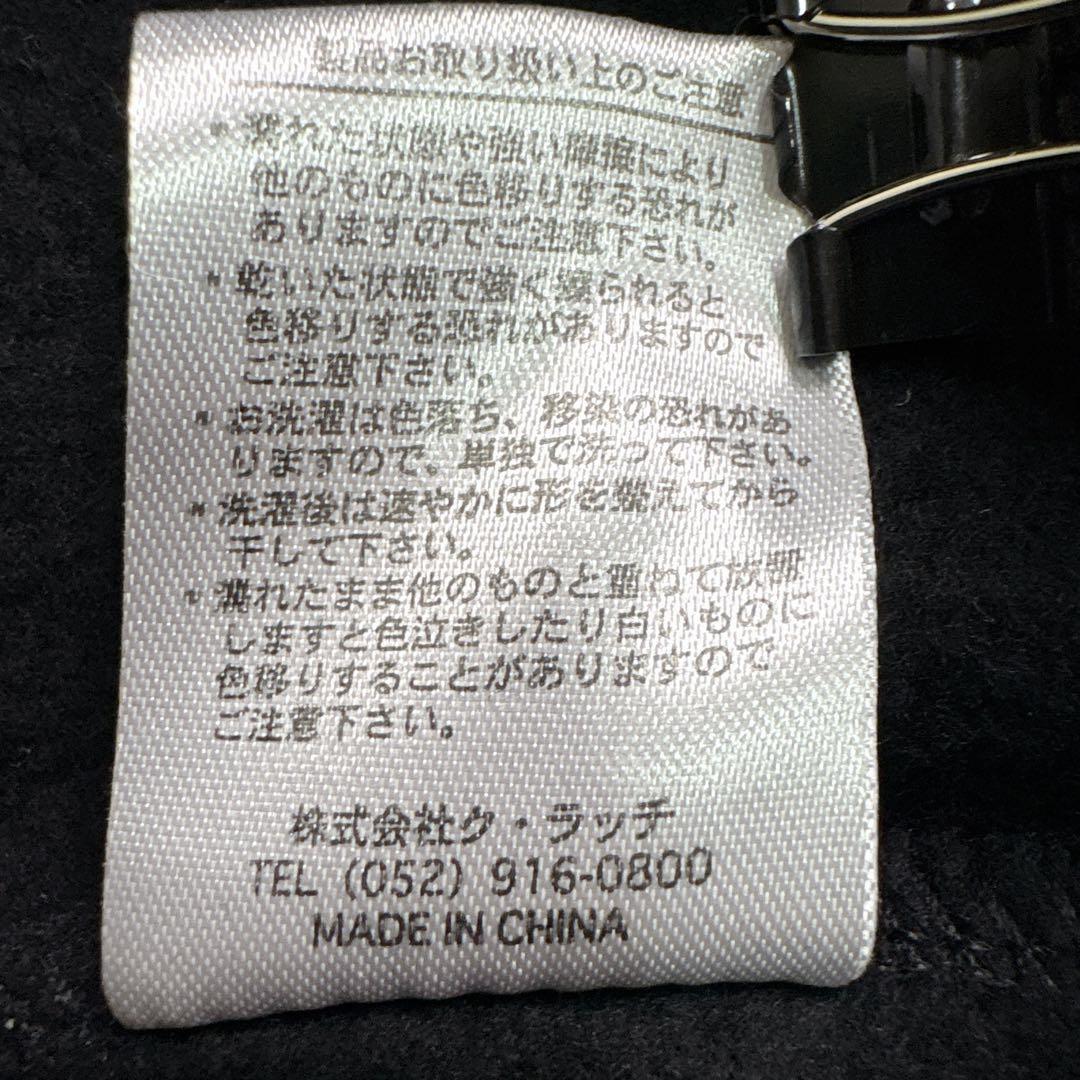 製品お取り扱い上のご注意
* 濡れた状態や強い摩擦により
他のものに色移りする恐れが
ありますのでご注意下さい。
* 乾いた状態で強く擦られると
色移りする恐れがありますので
ご注意下さい。
* お洗濯は色落ち、移染の恐れがあ
りますので、単独で洗って下さい。
* 洗濯後は速やかに形を整えてから
干して下さい。
* 濡れたまま他のものと重ねて放置
しますと色泣きしたり白いものに
色移りすることがありますので
ご注意下さい。
株式会社ク・ラッチ
TEL (052) 916-0800
MADE IN CHINA